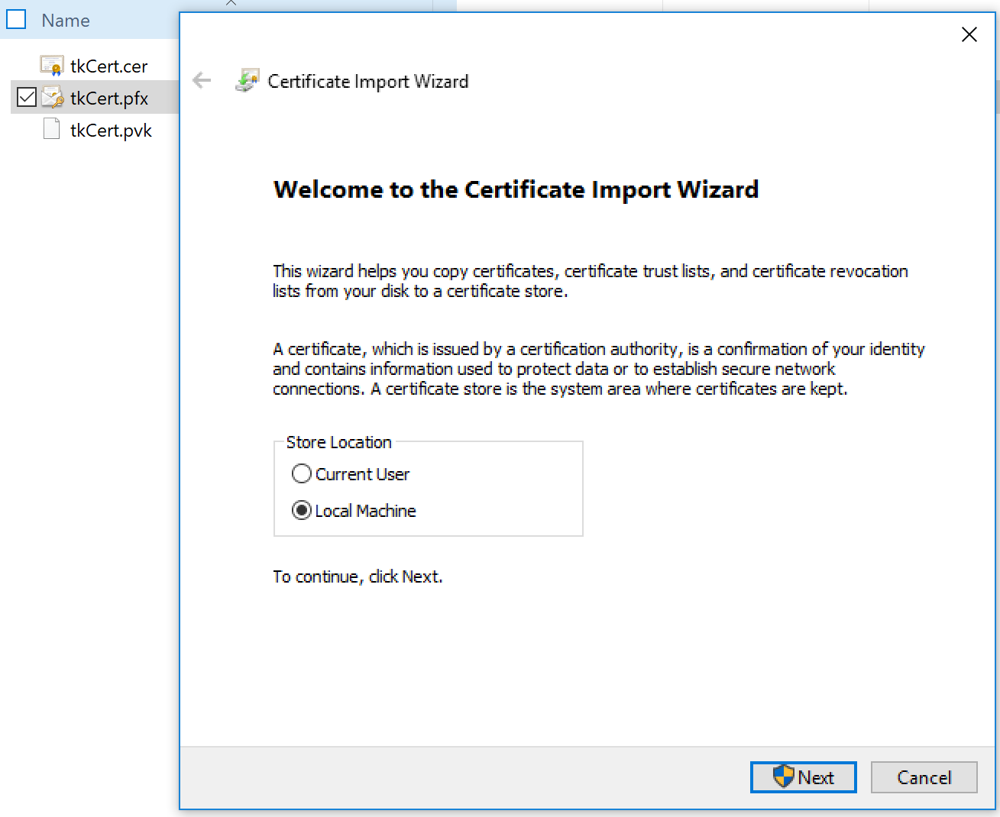 Name
tkCert.cer
tkCert.pfx
tkCert.pvk
Certificate Import Wizard
Welcome to the Certificate Import Wizard
This wizard helps you copy certificates, certificate trust lists, and certificate revocation
lists from your disk to a certificate store.
A certificate, which is issued by a certification authority, is a confirmation of your identity
and contains information used to protect data or to establish secure network
connections. A certificate store is the system area where certificates are kept.
Store Location
Current User
Local Machine
To continue, click Next.
Next
Cancel